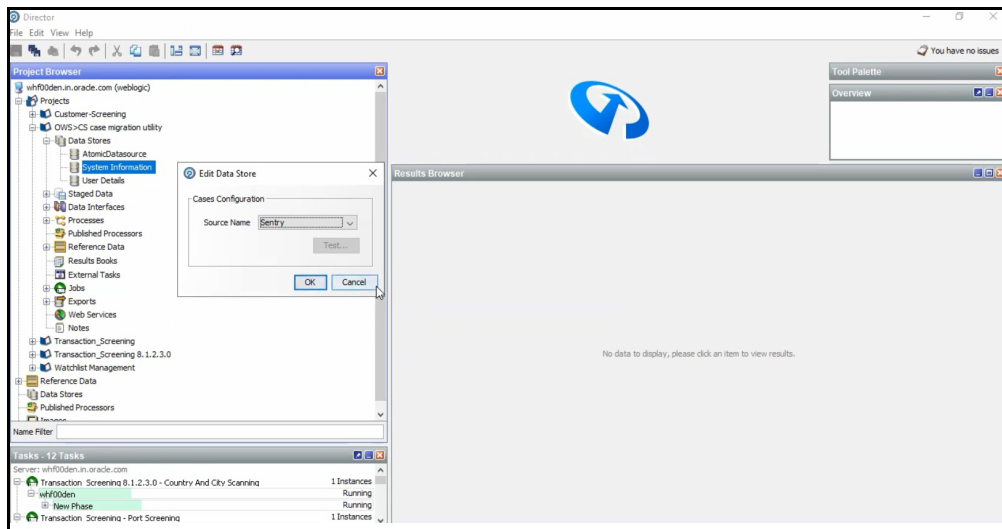 Director
File Edit View Help
You have no issues
Project Browser
whf00den.in.oracle.com (weblogic)
Projects
Customer-Screening
OWS>CS case migration utility
Data Stores
AtomicDatasource
System Information
User Details
Staged Data
Data Interfaces
Processes
Published Processors
Reference Data
Results Books
External Tasks
Jobs
Exports
Web Services
Notes
Transaction_Screening
Transaction_Screening 8.1.2.3.0
Watchlist Management
Reference Data
Data Stores
Published Processors
Images
Name Filter
Tasks - 12 Tasks
Server: whf00den.in.oracle.com
Transaction_Screening 8.1.2.3.0 - Country And City Scanning 1 Instances
whf00den Running
New Phase Running
Transaction_Screening - Port Screening 1 Instances
Edit Data Store
Cases Configuration
Source Name Sentry
Test...
OK Cancel
Tool Palette
Overview
Results Browser
No data to display, please click an item to view results.